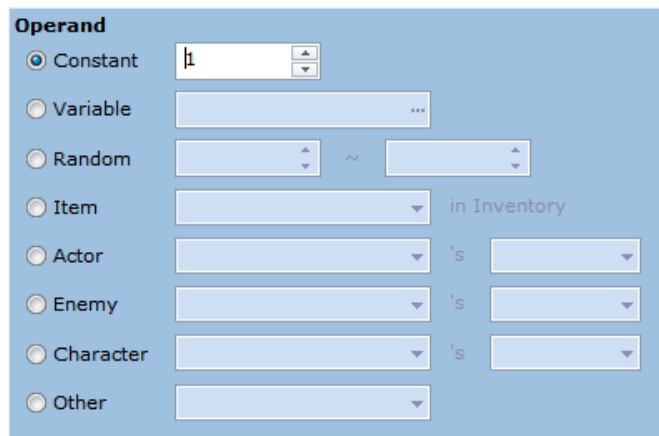 Operand
Constant 1
Variable ...
Random ~
Item in Inventory
Actor 's
Enemy 's
Character 's
Other